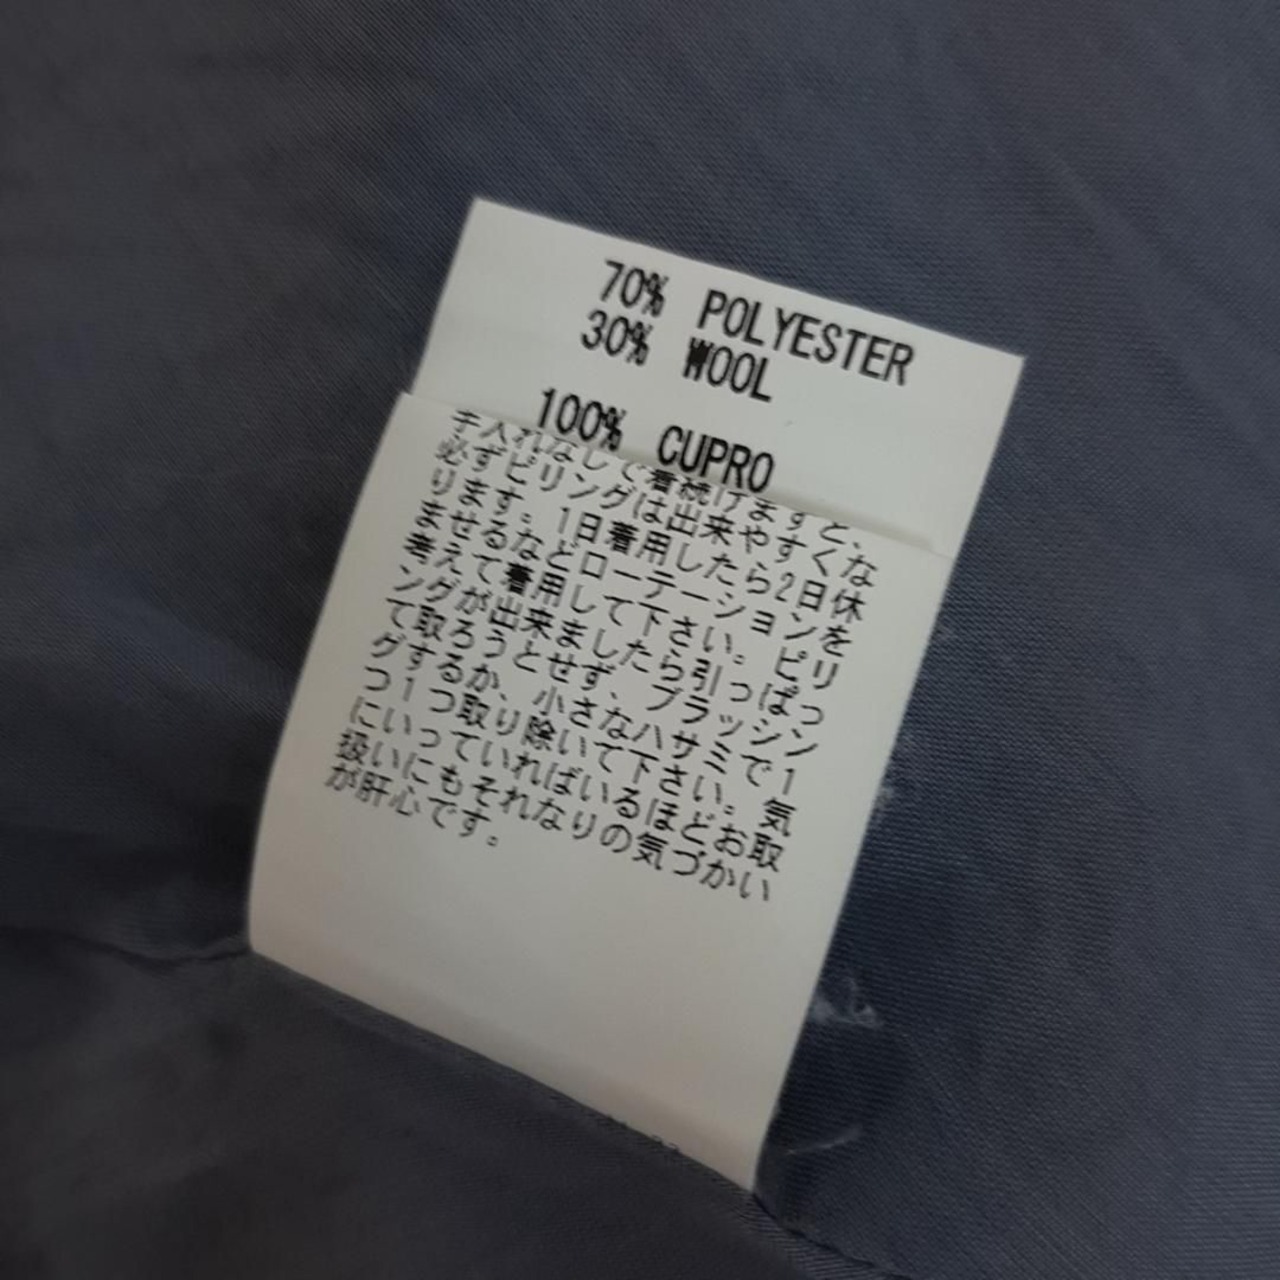 70% POLYESTER
30% WOOL
100% CUPRO
手入れなしで着続けますと、
必ずピリングは出来やすくな
ります。1日着用したら2日休
ませるなどローテーションを
考えて着用して下さい。ピリ
ングが出来ましたら引っぱっ
て取ろうとせず、ブラッシン
グするか、小さなハサミで1
つ1つ取り除いて下さい。気
にいっていればいるほどお取
扱いにもそれなりの気づかい
が肝心です。